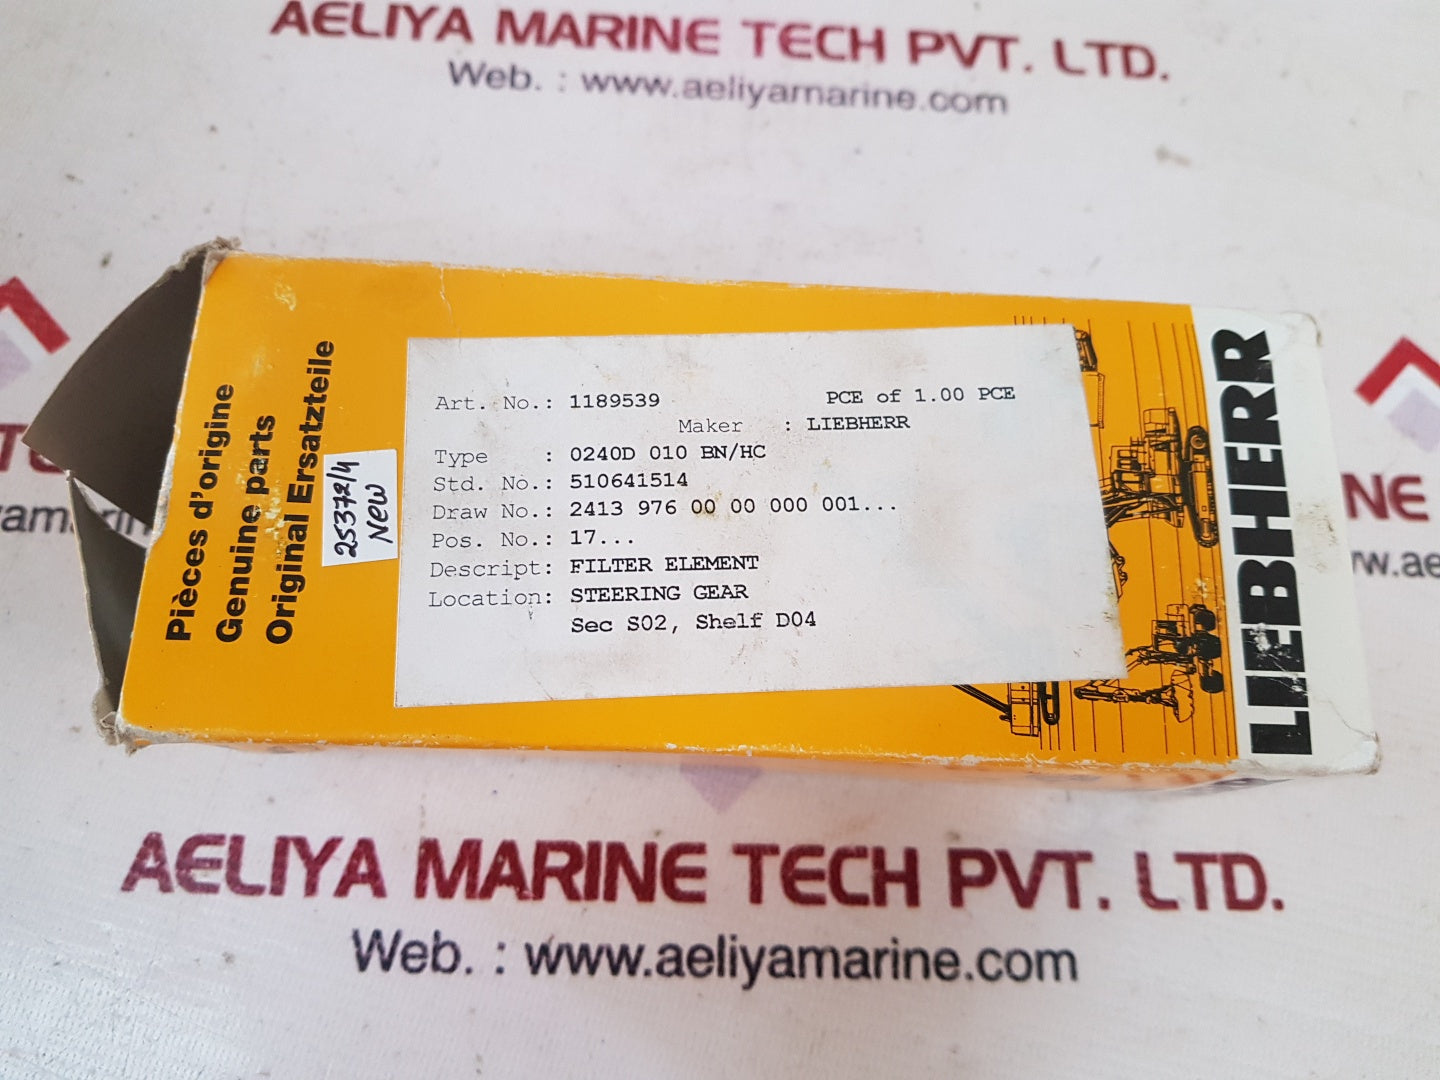 AELIYA MARINE TECH PVT. LTD.
Web. : www.aeliyamarine.com
Pièces d'origine
Genuine parts
Original Ersatzteile
25372/4
NEW
Art. No.: 1189539 PCE of 1.00 PCE
Maker : LIEBHERR
Type : 0240D 010 BN/HC
Std. No.: 510641514
Draw No.: 2413 976 00 00 000 001...
Pos. No.: 17...
Descript: FILTER ELEMENT
Location: STEERING GEAR
Sec S02, Shelf D04
LIEBHERR
AELIYA MARINE TECH PVT. LTD.
Web. : www.aeliyamarine.com